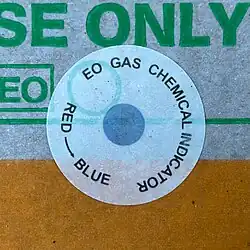 SE ONLY
EO
EO GAS CHEMICAL INDICATOR
RED — BLUE